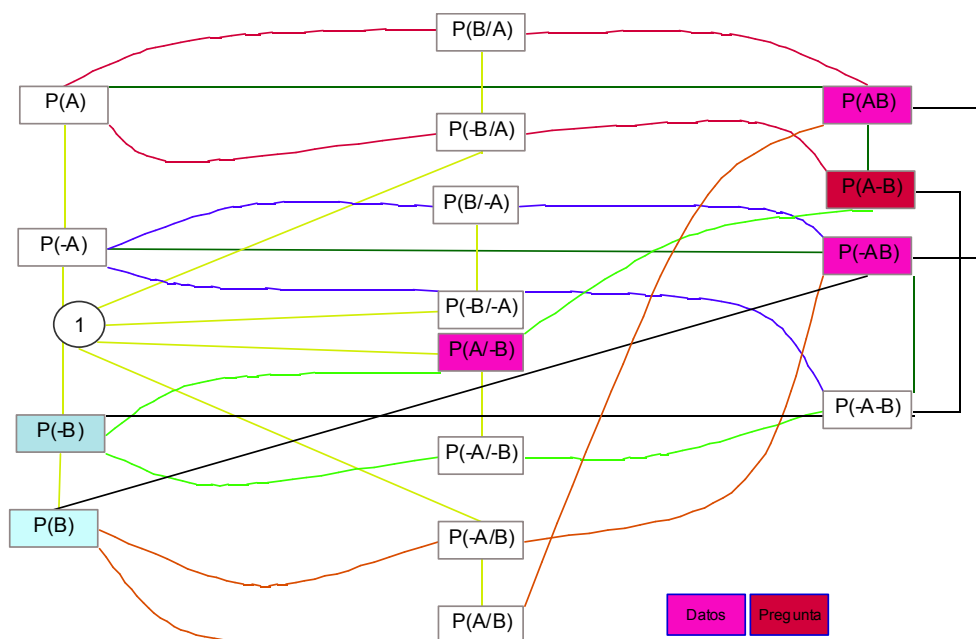 P(B/A)
P(A)
P(AB)
P(-B/A)
P(A-B)
P(B/-A)
P(-A)
P(-AB)
P(-B/-A)
1
P(A/-B)
P(-A-B)
P(-B)
P(-A/-B)
P(B)
P(-A/B)
P(A/B)
Datos
Pregunta